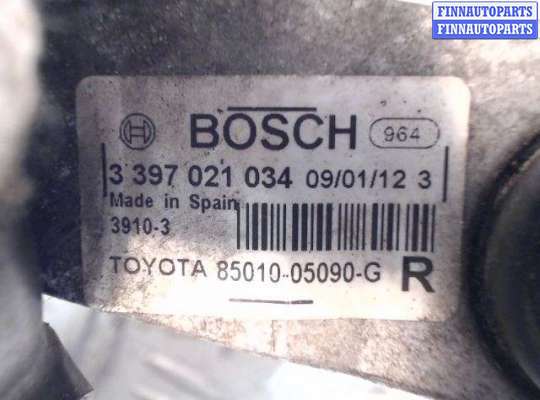 FINNAUTOPARTS
FINNAUTOPARTS
BOSCH 964
3 397 021 034 09/01/12 3
Made in Spain
3910-3
TOYOTA 85010-05090-G R